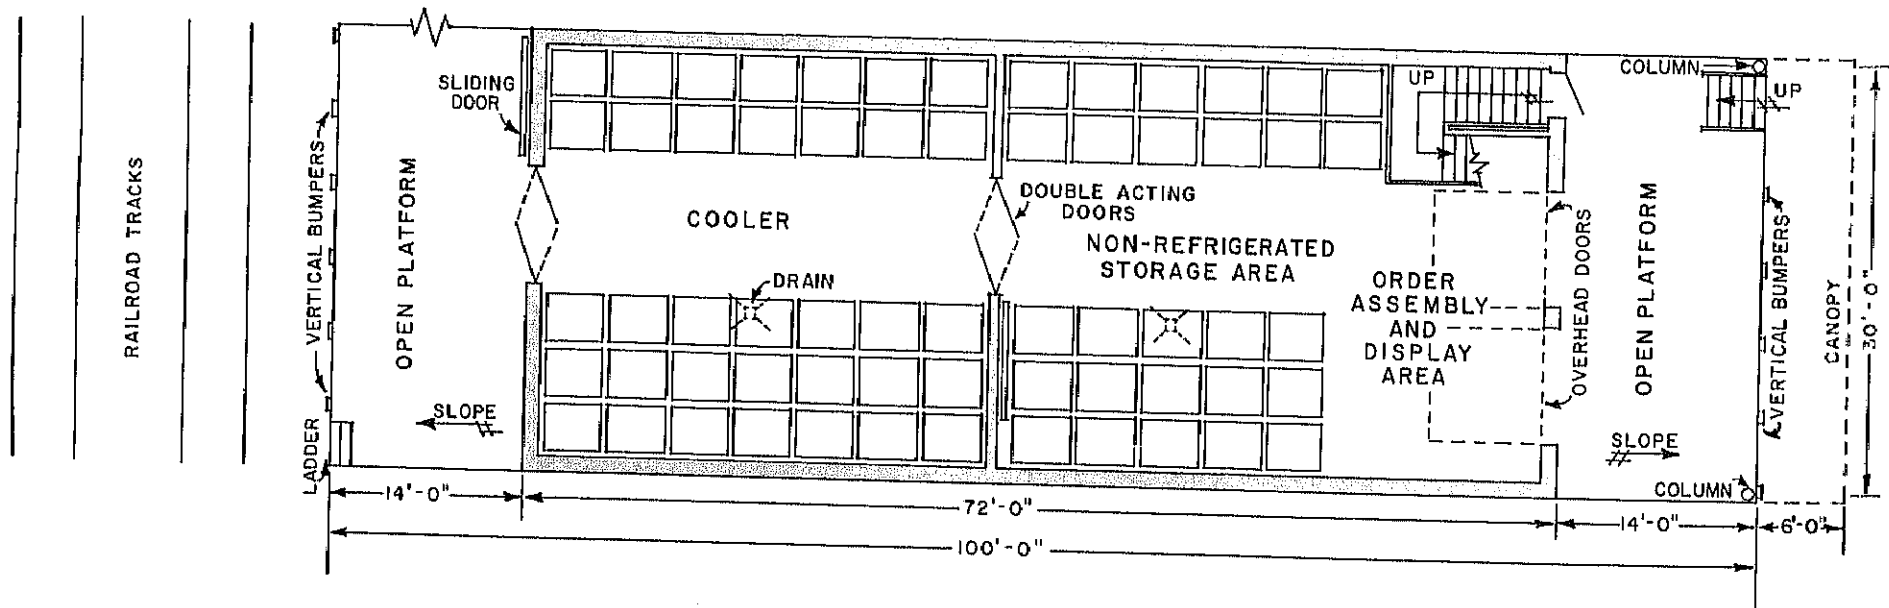 RAILROAD TRACKS
VERTICAL BUMPERS
LADDER
OPEN PLATFORM
SLOPE
SLIDING
DOOR
COOLER
DRAIN
DOUBLE ACTING
DOORS
NON-REFRIGERATED
STORAGE AREA
UP
ORDER
ASSEMBLY
AND
DISPLAY
AREA
OVERHEAD DOORS
OPEN PLATFORM
SLOPE
COLUMN
UP
COLUMN
VERTICAL BUMPERS
CANOPY
30'-0"
14'-0"
72'-0"
14'-0"
6'-0"
100'-0"